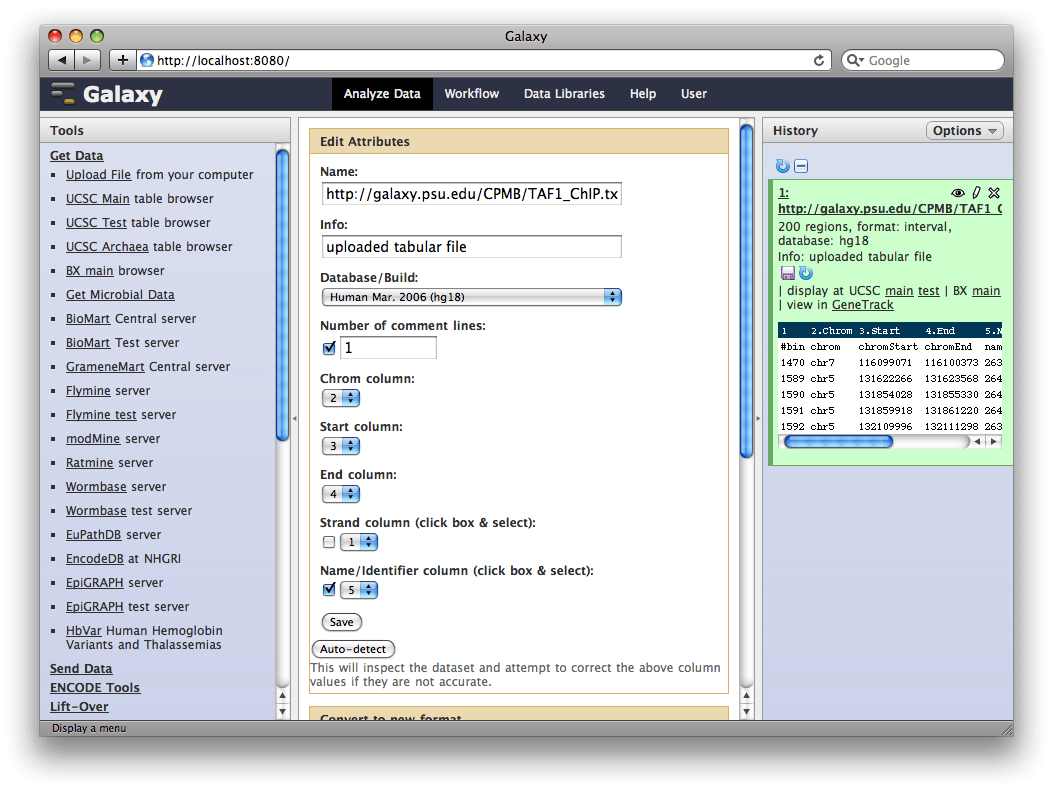 Galaxy
http://localhost:8080/
Google
Galaxy
Analyze Data Workflow Data Libraries Help User
Tools
Get Data
Upload File from your computer
UCSC Main table browser
UCSC Test table browser
UCSC Archaea table browser
BX main browser
Get Microbial Data
BioMart Central server
BioMart Test server
GrameneMart Central server
Flymine server
Flymine test server
modMine server
Ratmine server
Wormbase server
Wormbase test server
EuPathDB server
EncodeDB at NHGRI
EpiGRAPH server
EpiGRAPH test server
HbVar Human Hemoglobin
Variants and Thalassemias
Send Data
ENCODE Tools
Lift-Over
Edit Attributes
Name:
http://galaxy.psu.edu/CPMB/TAF1_ChIP.tx
Info:
uploaded tabular file
Database/Build:
Human Mar. 2006 (hg18)
Number of comment lines:
1
Chrom column:
2
Start column:
3
End column:
4
Strand column (click box & select):
1
Name/Identifier column (click box & select):
5
Save
Auto-detect
This will inspect the dataset and attempt to correct the above column
values if they are not accurate.
Convert to new format
History
Options
1:
http://galaxy.psu.edu/CPMB/TAF1_C
200 regions, format: interval,
database: hg18
Info: uploaded tabular file
| display at UCSC main test | BX main
| view in GeneTrack
1 2.Chrom 3.Start 4.End 5.N
#bin chrom chromStart chromEnd nam
1470 chr7 116099071 116100373 263
1589 chr5 131622266 131623568 264
1590 chr5 131854028 131855330 264
1591 chr5 131859918 131861220 264
1592 chr5 132109996 132111298 263
Display a menu